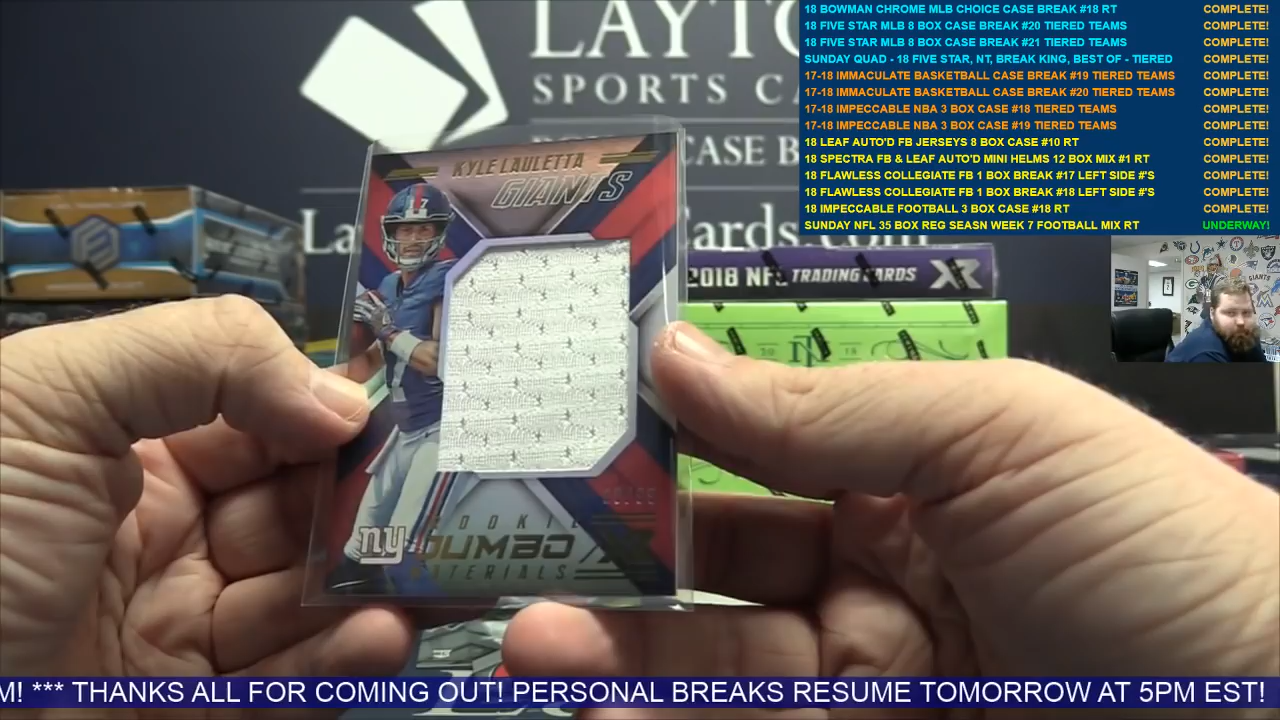 18 BOWMAN CHROME MLB CHOICE CASE BREAK #18 RT COMPLETE!
18 FIVE STAR MLB 8 BOX CASE BREAK #20 TIERED TEAMS COMPLETE!
18 FIVE STAR MLB 8 BOX CASE BREAK #21 TIERED TEAMS COMPLETE!
SUNDAY QUAD - 18 FIVE STAR, NT, BREAK KING, BEST OF - TIERED COMPLETE!
17-18 IMMACULATE BASKETBALL CASE BREAK #19 TIERED TEAMS COMPLETE!
17-18 IMMACULATE BASKETBALL CASE BREAK #20 TIERED TEAMS COMPLETE!
17-18 IMPECCABLE NBA 3 BOX CASE #18 TIERED TEAMS COMPLETE!
17-18 IMPECCABLE NBA 3 BOX CASE #19 TIERED TEAMS COMPLETE!
18 LEAF AUTO'D FB JERSEYS 8 BOX CASE #10 RT COMPLETE!
18 SPECTRA FB & LEAF AUTO'D MINI HELMS 12 BOX MIX #1 RT COMPLETE!
18 FLAWLESS COLLEGIATE FB 1 BOX BREAK #17 LEFT SIDE #'S COMPLETE!
18 FLAWLESS COLLEGIATE FB 1 BOX BREAK #18 LEFT SIDE #'S COMPLETE!
18 IMPECCABLE FOOTBALL 3 BOX CASE #18 RT COMPLETE!
SUNDAY NFL 35 BOX REG SEASN WEEK 7 FOOTBALL MIX RT UNDERWAY!
LAYTO
SPORTS CA
CASE B
La
ards.com
KYLE LAULETTA
GIANTS
7
ny
ROOKIE
JUMBO XR
MATERIALS
2018 NFL TRADING CARDS XR
20 18
M! *** THANKS ALL FOR COMING OUT! PERSONAL BREAKS RESUME TOMORROW AT 5PM EST!